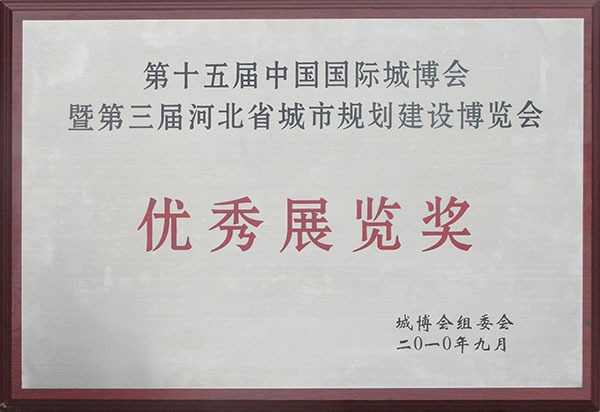 第十五届中国国际城博会
暨第三届河北省城市规划建设博览会
优秀展览奖
城博会组委会
二0一0年九月